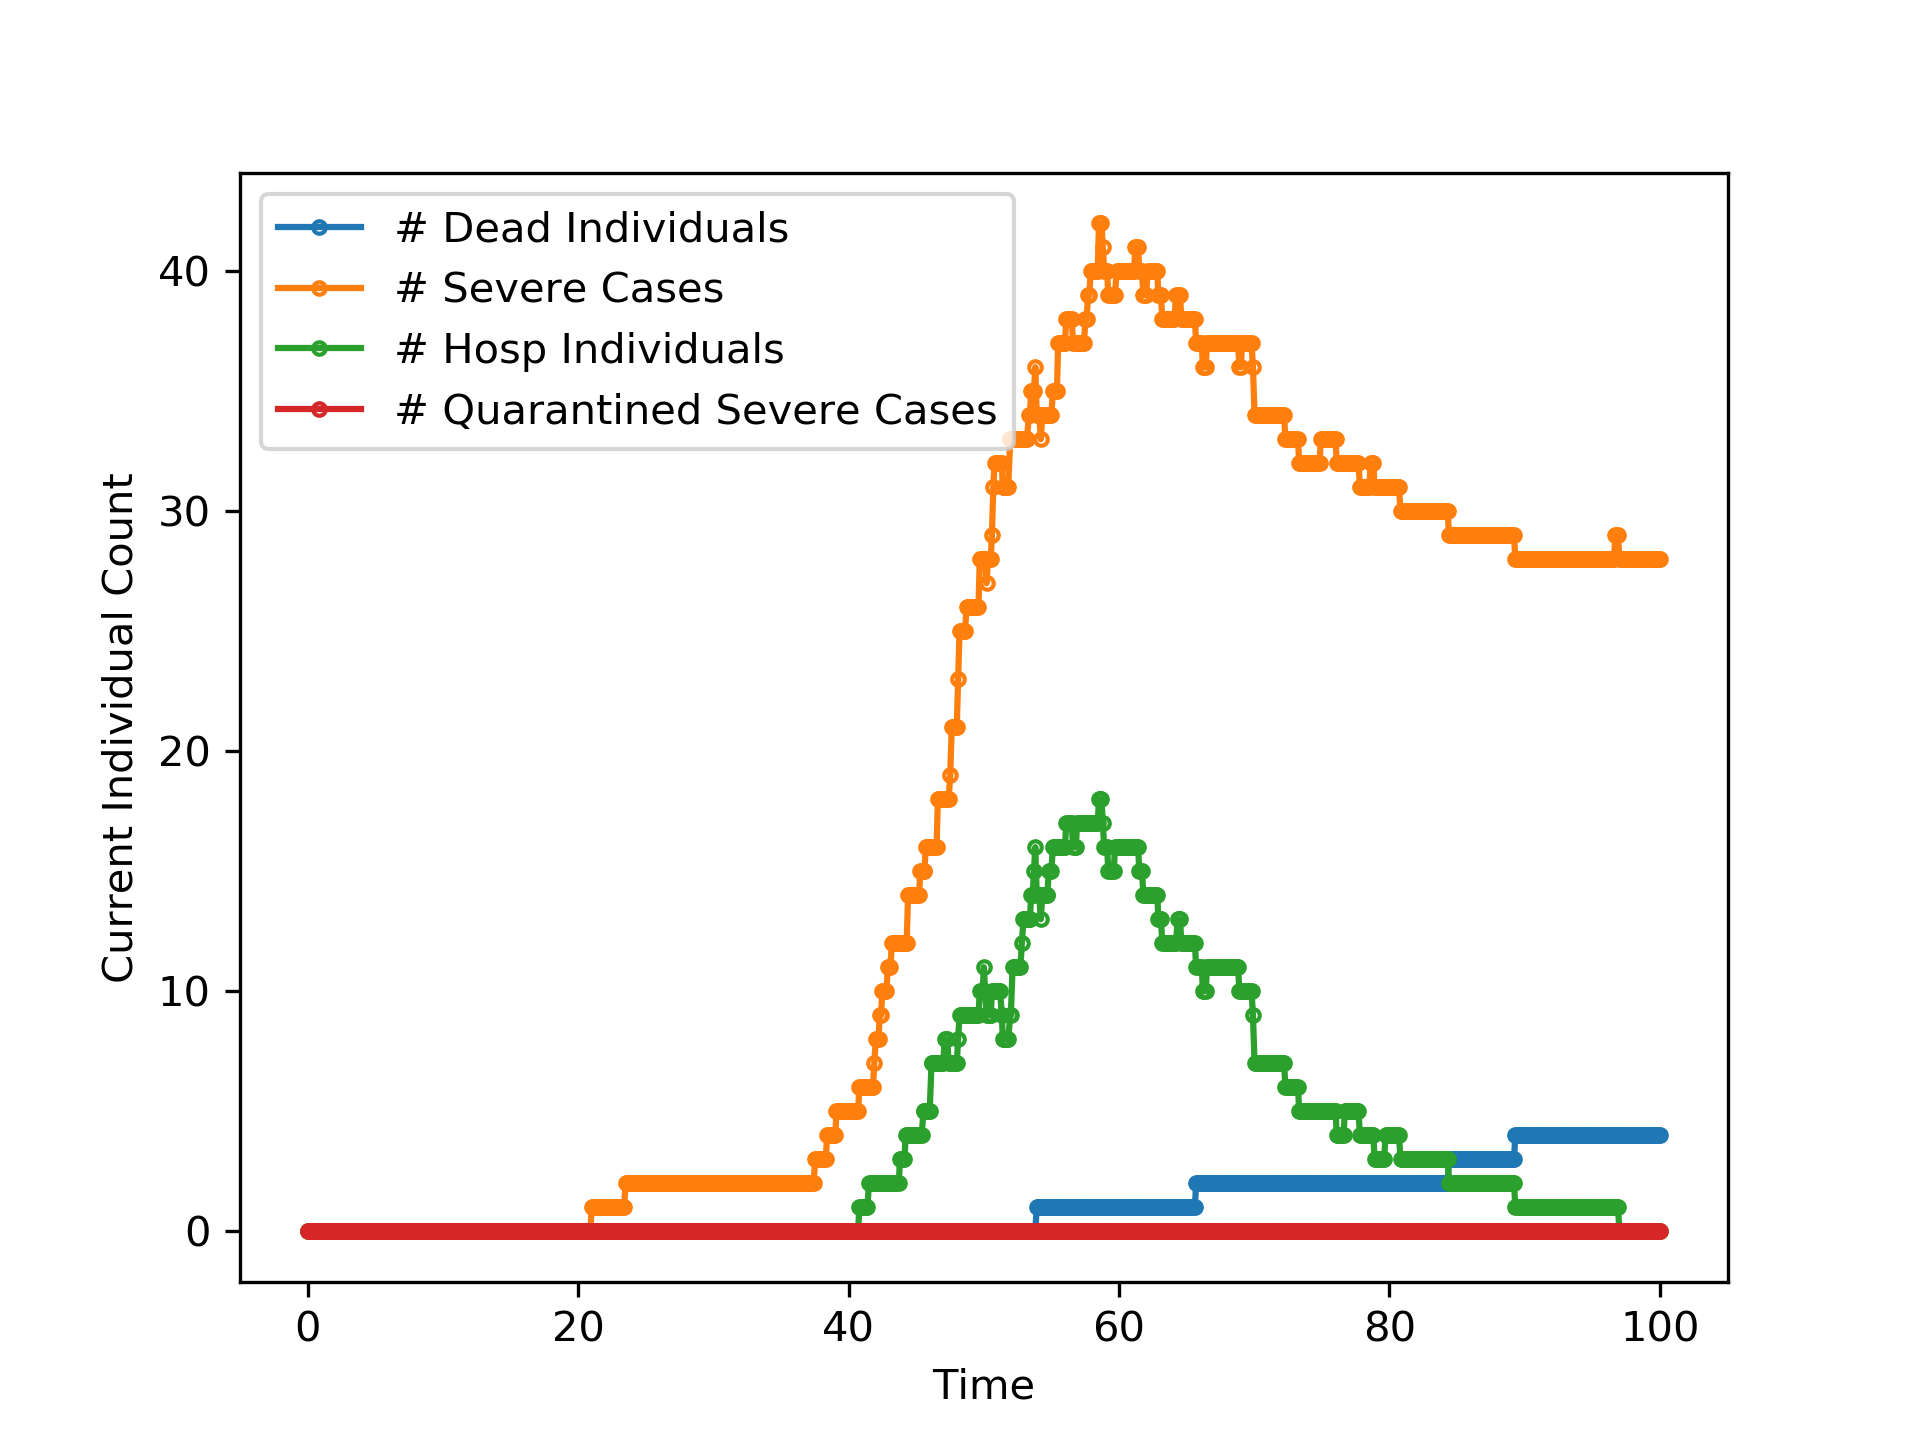 # Dead Individuals
# Severe Cases
# Hosp Individuals
# Quarantined Severe Cases
Current Individual Count
40
30
20
10
0
0 20 40 60 80 100
Time